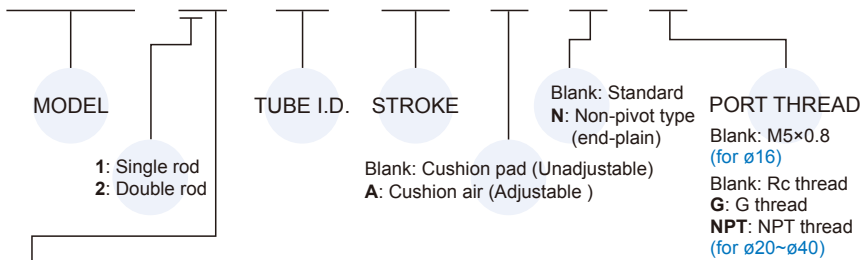 MODEL
1: Single rod
2: Double rod
TUBE I.D.
STROKE
Blank: Cushion pad (Unadjustable)
A: Cushion air (Adjustable )
Blank: Standard
N: Non-pivot type
(end-plain)
PORT THREAD
Blank: M5×0.8
(for ø16)
Blank: Rc thread
G: G thread
NPT: NPT thread
(for ø20~ø40)